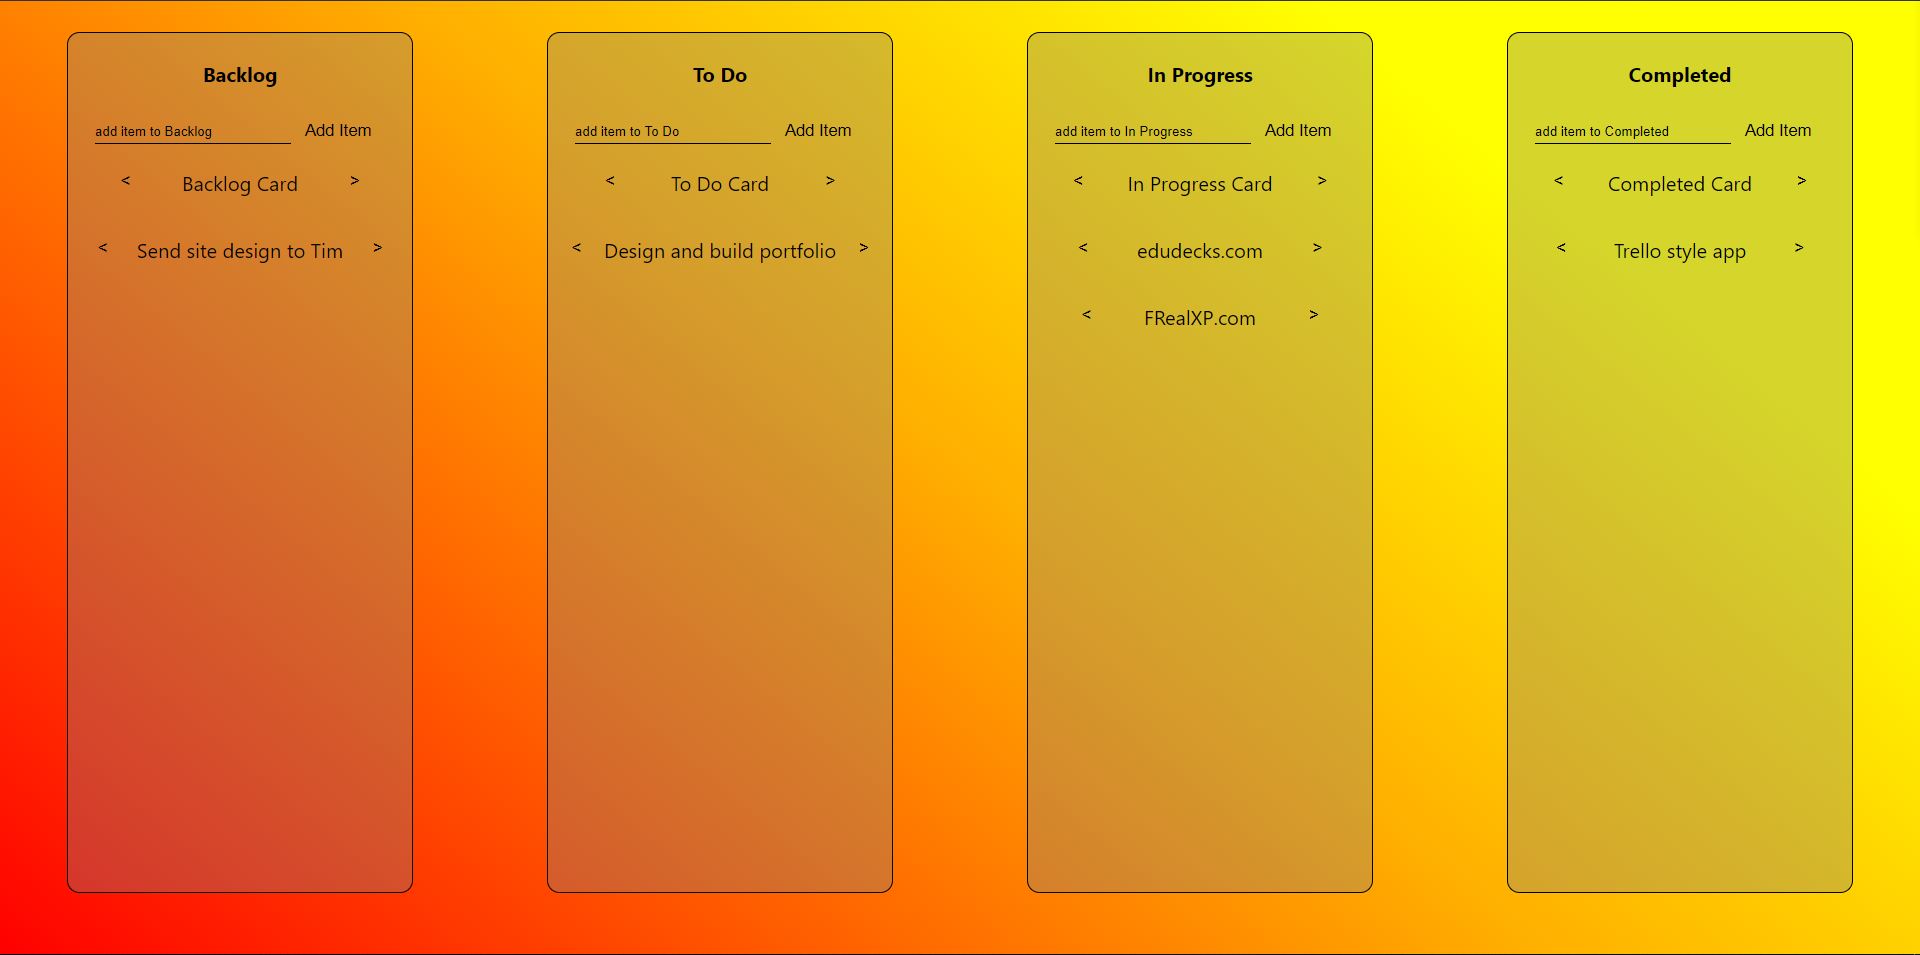 Backlog
add item to Backlog Add Item
< Backlog Card >
< Send site design to Tim >
To Do
add item to To Do Add Item
< To Do Card >
< Design and build portfolio >
In Progress
add item to In Progress Add Item
< In Progress Card >
< edudecks.com >
< FRealXP.com >
Completed
add item to Completed Add Item
< Completed Card >
< Trello style app >